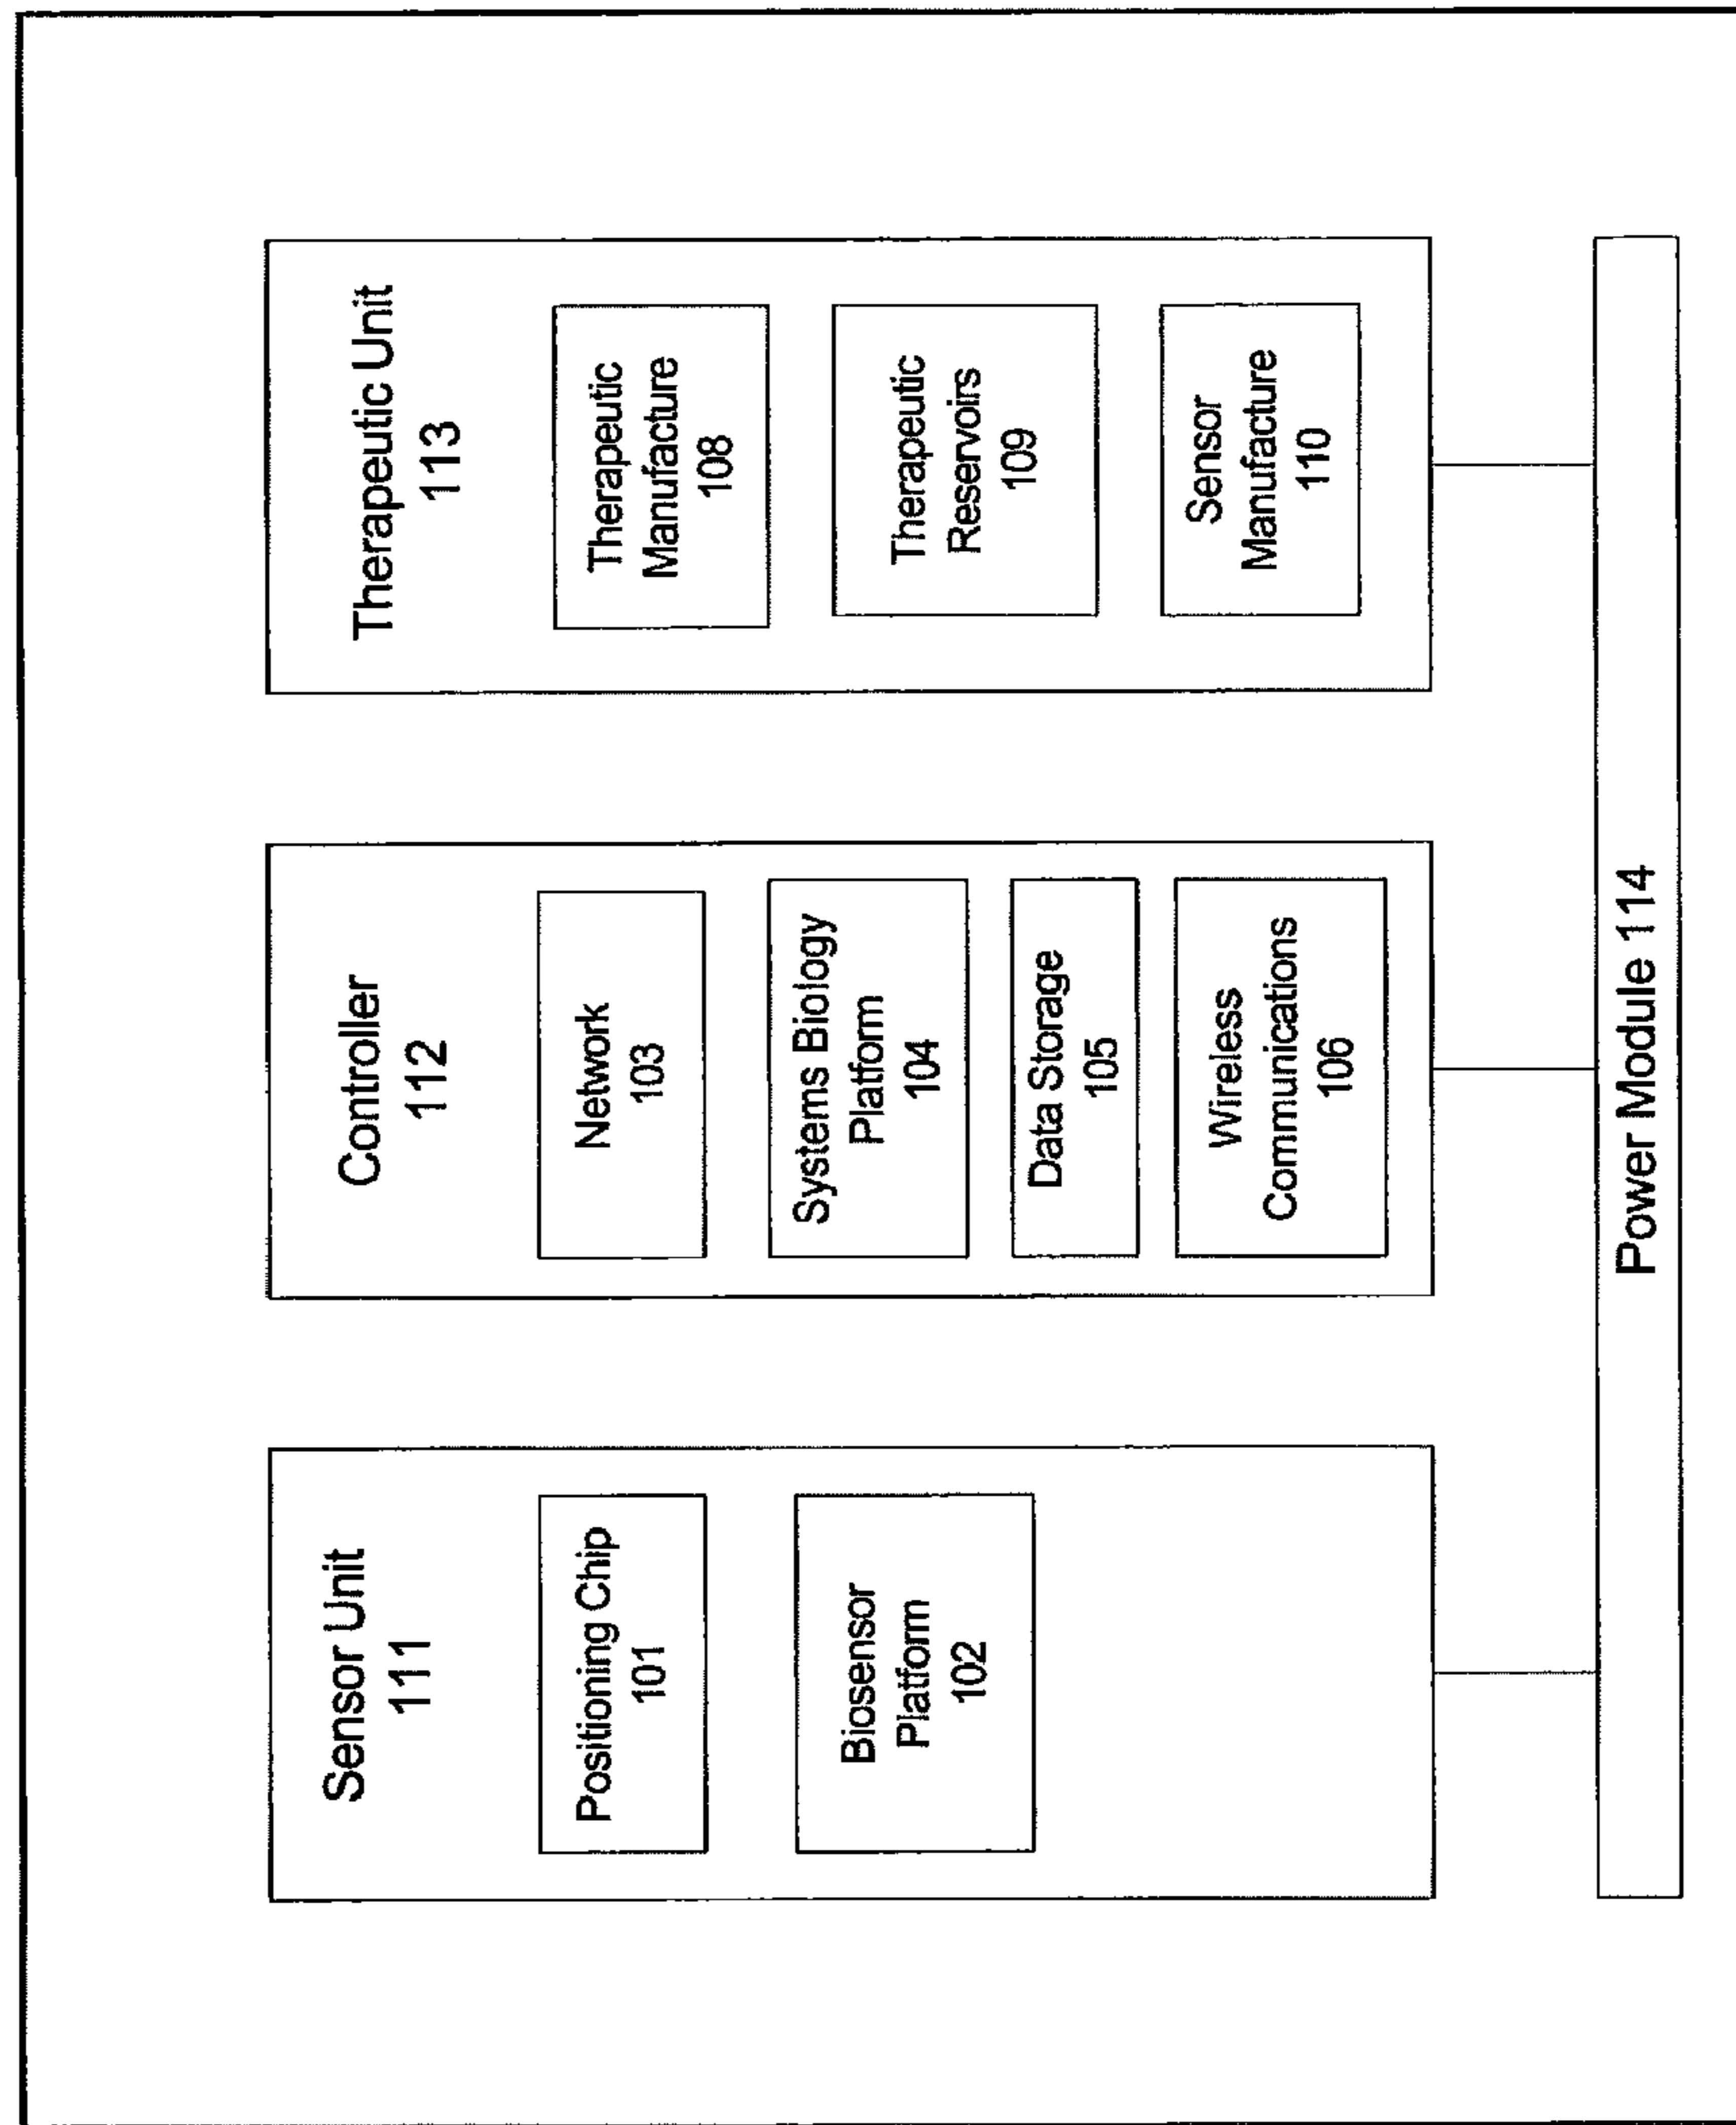 Sensor Unit
111
Positioning Chip
101
Biosensor
Platform
102
Controller
112
Network
103
Systems Biology
Platform
104
Data Storage
105
Wireless
Communications
106
Therapeutic Unit
113
Therapeutic
Manufacture
108
Therapeutic
Reservoirs
109
Sensor
Manufacture
110
Power Module 114